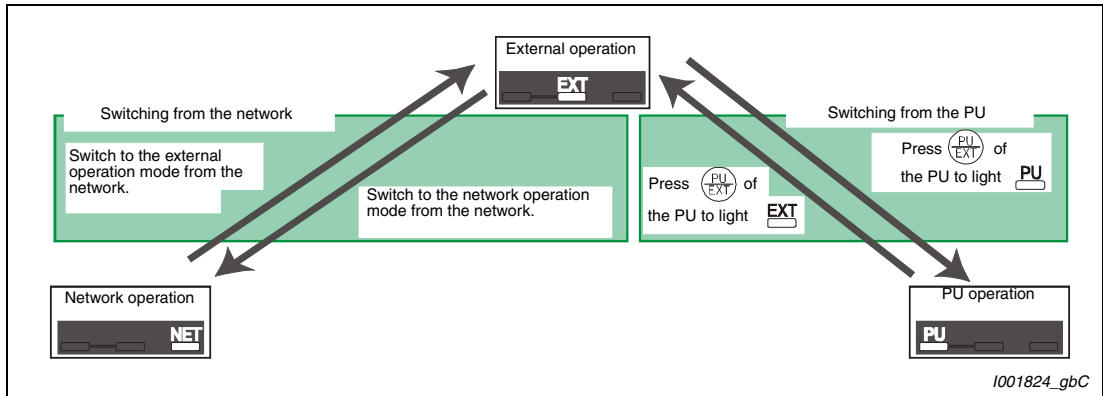 External operation
EXT
Switching from the network
Switching from the PU
Switch to the external
operation mode from the
network.
Switch to the network operation
mode from the network.
Press PU/EXT of
the PU to light EXT
Press PU/EXT of
the PU to light PU
Network operation
NET
PU operation
PU
I001824_gbC